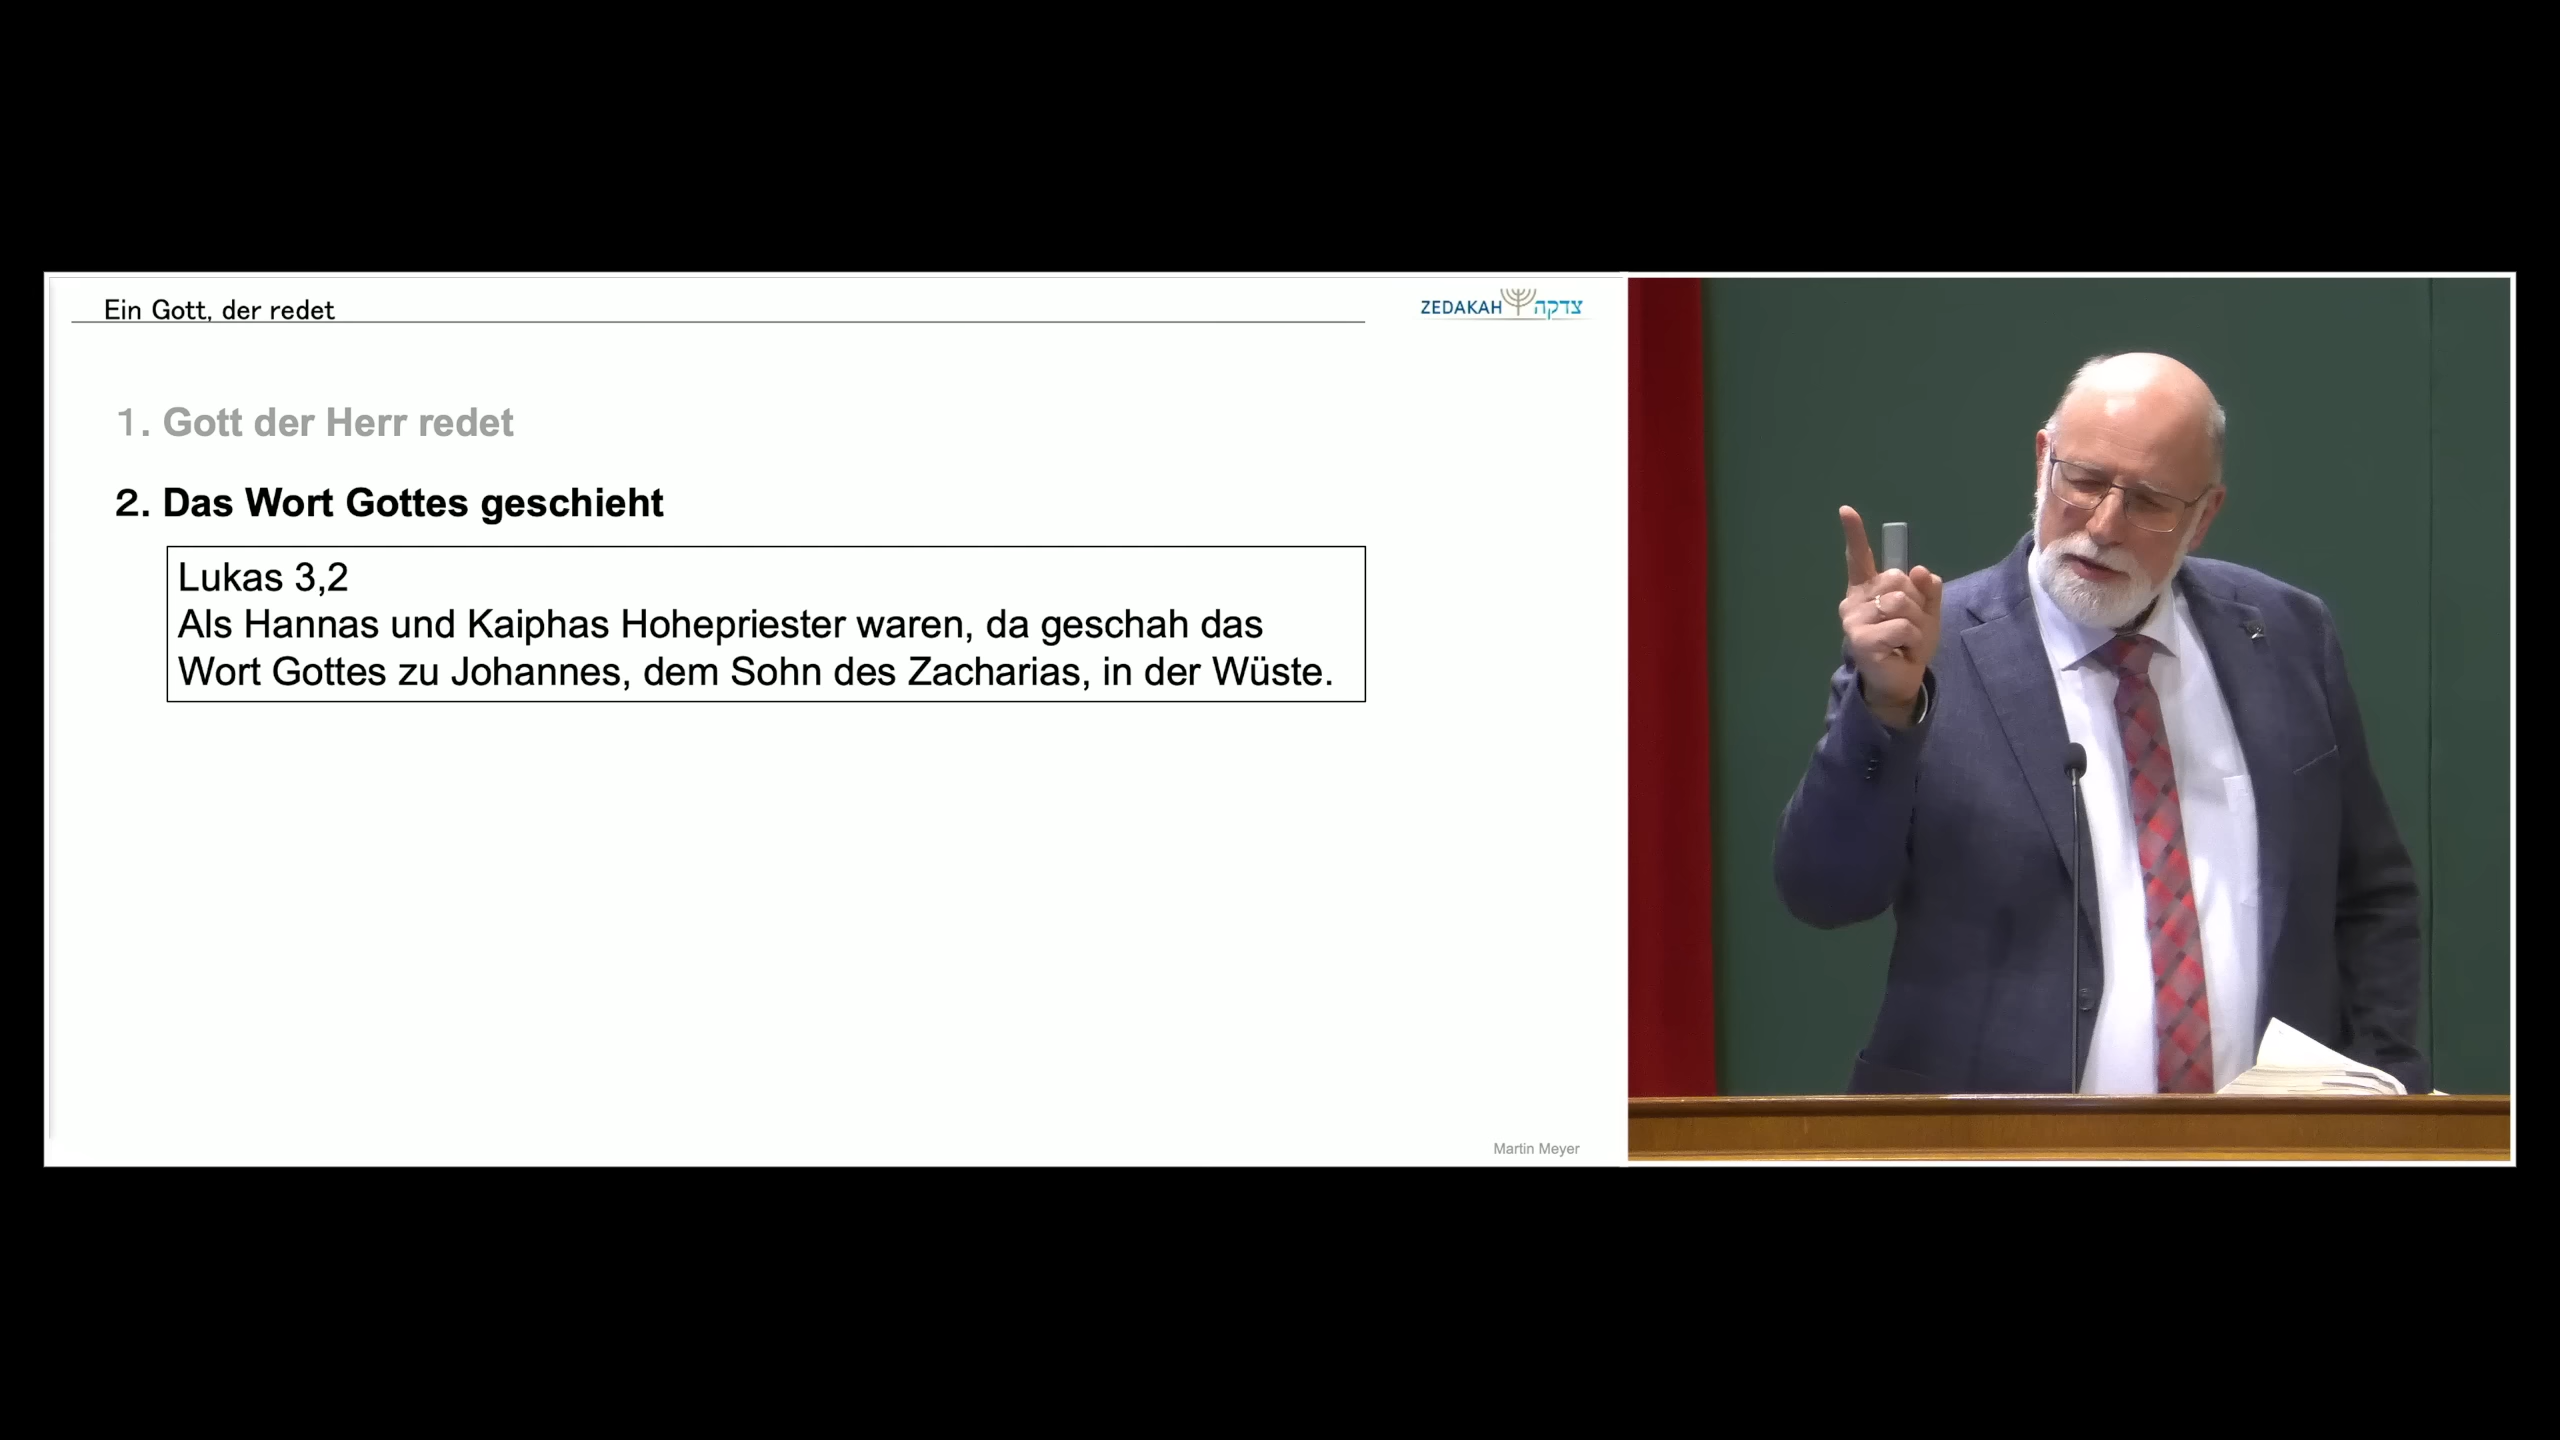 Ein Gott, der redet
ZEDAKAH צדקה
1. Gott der Herr redet
2. Das Wort Gottes geschieht
Lukas 3,2
Als Hannas und Kaiphas Hohepriester waren, da geschah das
Wort Gottes zu Johannes, dem Sohn des Zacharias, in der Wüste.
Martin Meyer